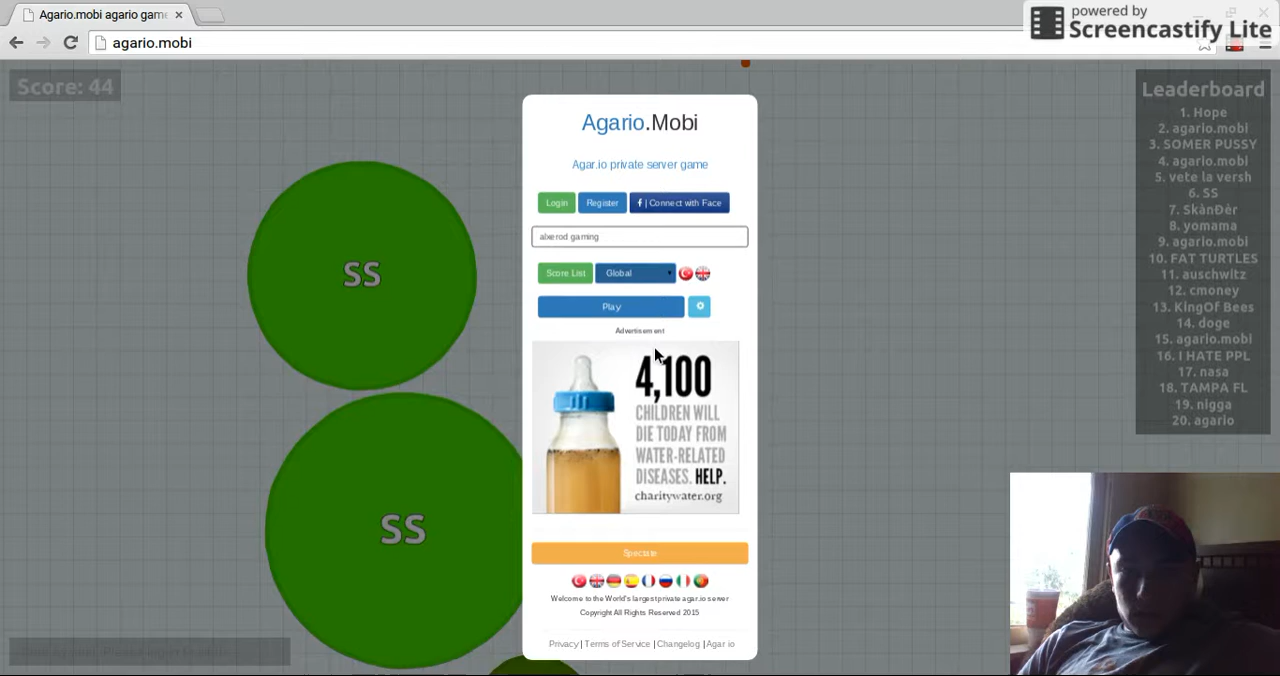 Agario.mobi agario game
powered by
Screencastify Lite
agario.mobi
Score: 44
Leaderboard
1. Hope
2. agario.mobi
3. SOMER PUSSY
4. agario.mobi
5. vete la versh
6. SS
7. SkånÐêr
8. yomama
9. agario.mobi
10. FAT TURTLES
11. auschwitz
12. cmoney
13. KingOf Bees
14. doge
15. agario.mobi
16. I HATE PPL
17. nasa
18. TAMPA FL
19. nigga
20. agario
SS
SS
Agario.Mobi
Agar.io private server game
Login Register f | Connect with Face
alxerod gaming
Score List Global
Play
Advertisement
4,100
CHILDREN WILL
DIE TODAY FROM
WATER-RELATED
DISEASES. HELP.
charitywater.org
Spectate
Welcome to the World's largest private agar.io server
Copyright All Rights Reserved 2015
Privacy | Terms of Service | Changelog | Agar io